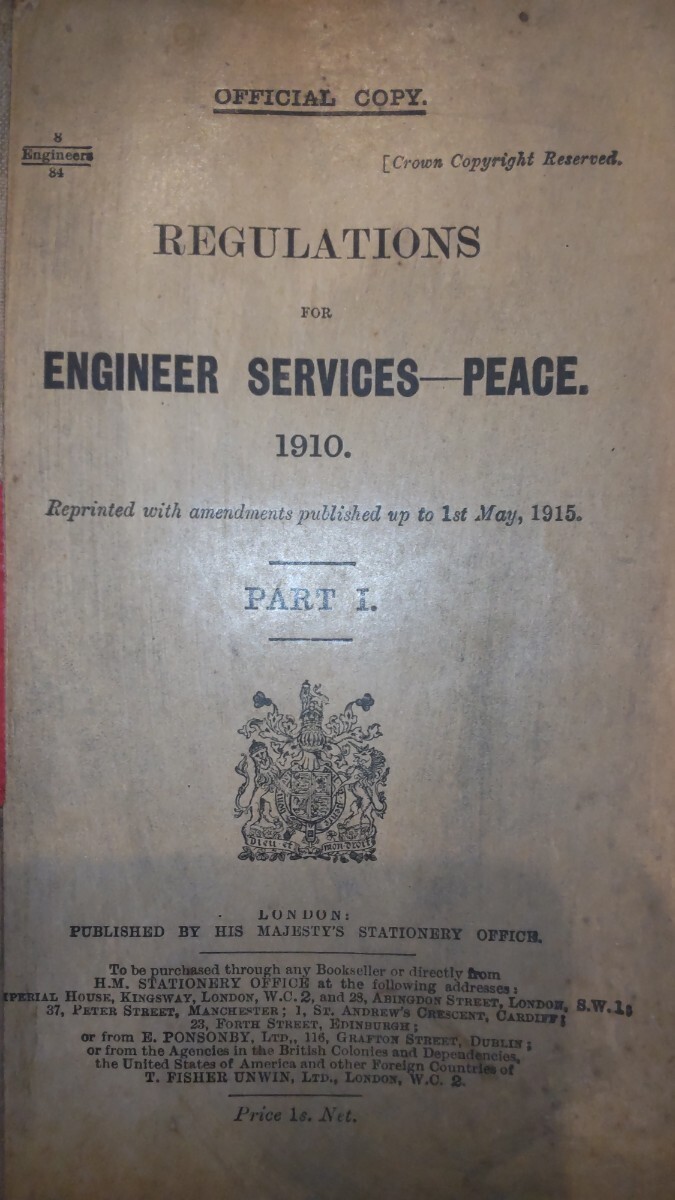 OFFICIAL COPY.
8
Engineers
84
[Crown Copyright Reserved.
REGULATIONS
FOR
ENGINEER SERVICES—PEACE.
1910.
Reprinted with amendments published up to 1st May, 1915.
PART I.
DIEU ET MON DROIT
LONDON:
PUBLISHED BY HIS MAJESTY'S STATIONERY OFFICE.
To be purchased through any Bookseller or directly from
H.M. STATIONERY OFFICE at the following addresses:
IMPERIAL HOUSE, KINGSWAY, LONDON, W.C. 2, and 28, ABINGDON STREET, LONDON, S.W. 1;
37, PETER STREET, MANCHESTER; 1, ST. ANDREW'S CRESCENT, CARDIFF;
23, FORTH STREET, EDINBURGH;
or from E. PONSONBY, LTD., 116, GRAFTON STREET, DUBLIN;
or from the Agencies in the British Colonies and Dependencies,
the United States of America and other Foreign Countries of
T. FISHER UNWIN, LTD., LONDON, W.C. 2.
Price 1s. Net.